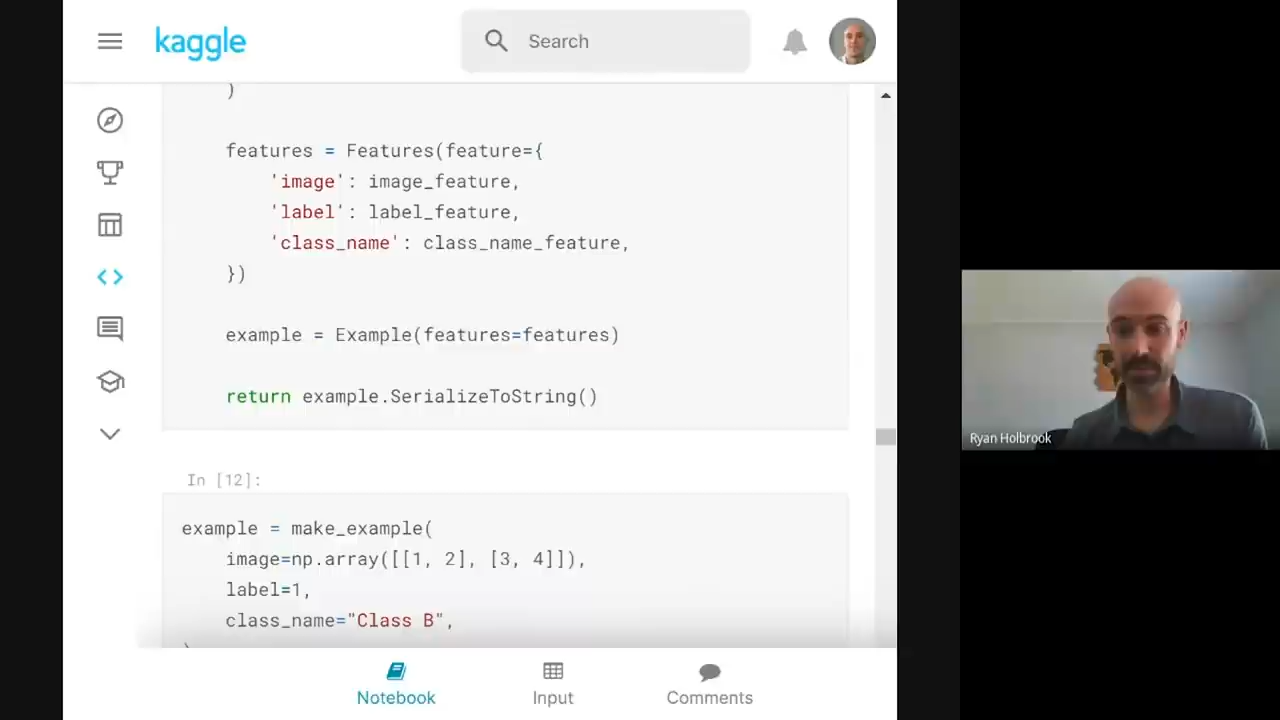 kaggle
Search
)
features = Features(feature={
'image': image_feature,
'label': label_feature,
'class_name': class_name_feature,
})
example = Example(features=features)
return example.SerializeToString()
In [12]:
example = make_example(
image=np.array([[1, 2], [3, 4]]),
label=1,
class_name="Class B",
Notebook
Input
Comments
Ryan Holbrook